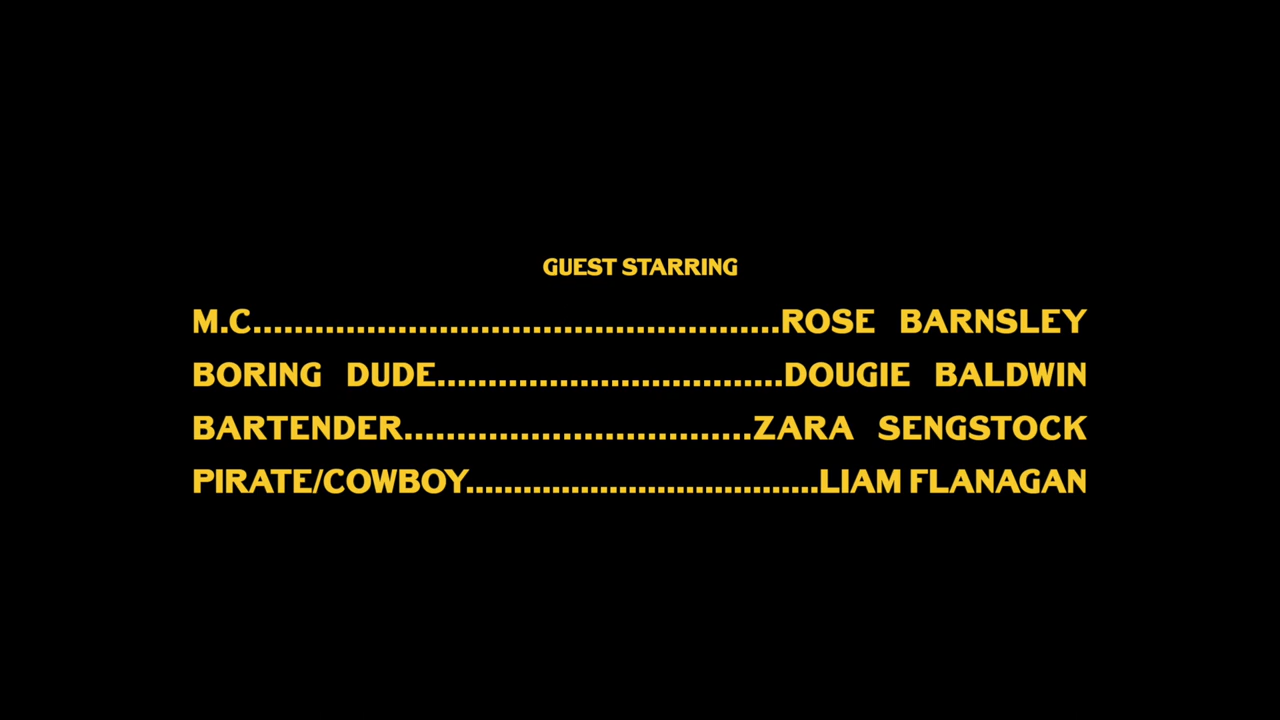 GUEST STARRING
M.C....................................................ROSE BARNSLEY
BORING DUDE..................................DOUGIE BALDWIN
BARTENDER..................................ZARA SENGSTOCK
PIRATE/COWBOY.....................................LIAM FLANAGAN